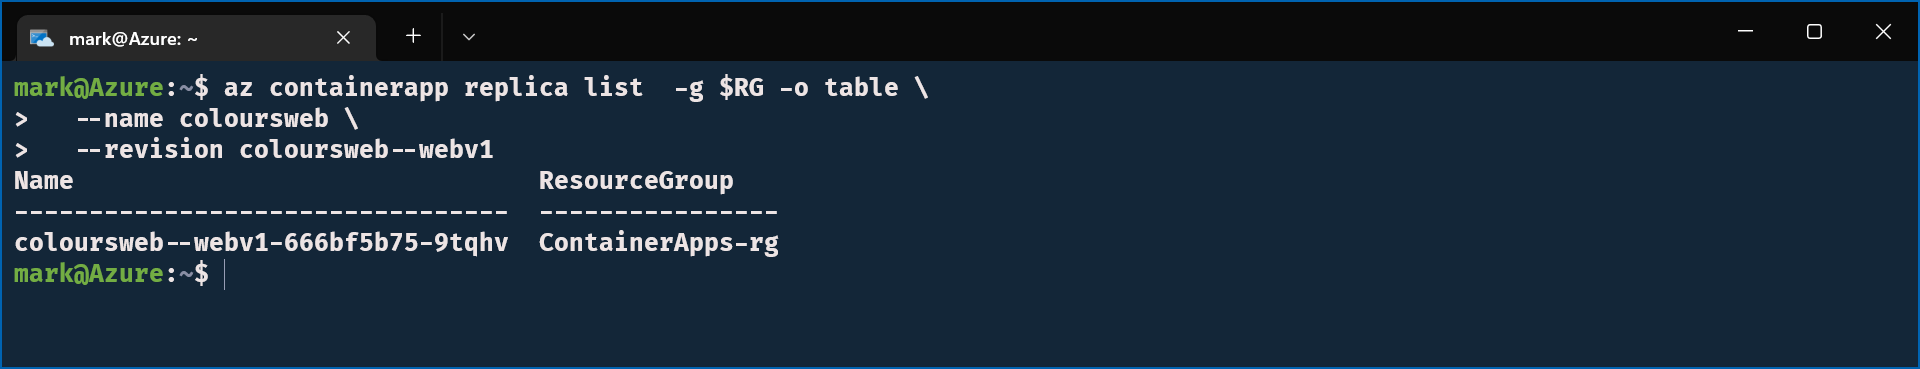 mark@Azure: ~
mark@Azure:~$ az containerapp replica list  -g $RG -o table \
>   --name coloursweb \
>   --revision coloursweb--webv1
Name                               ResourceGroup
---------------------------------  ----------------
coloursweb--webv1-666bf5b75-9tqhv  ContainerApps-rg
mark@Azure:~$